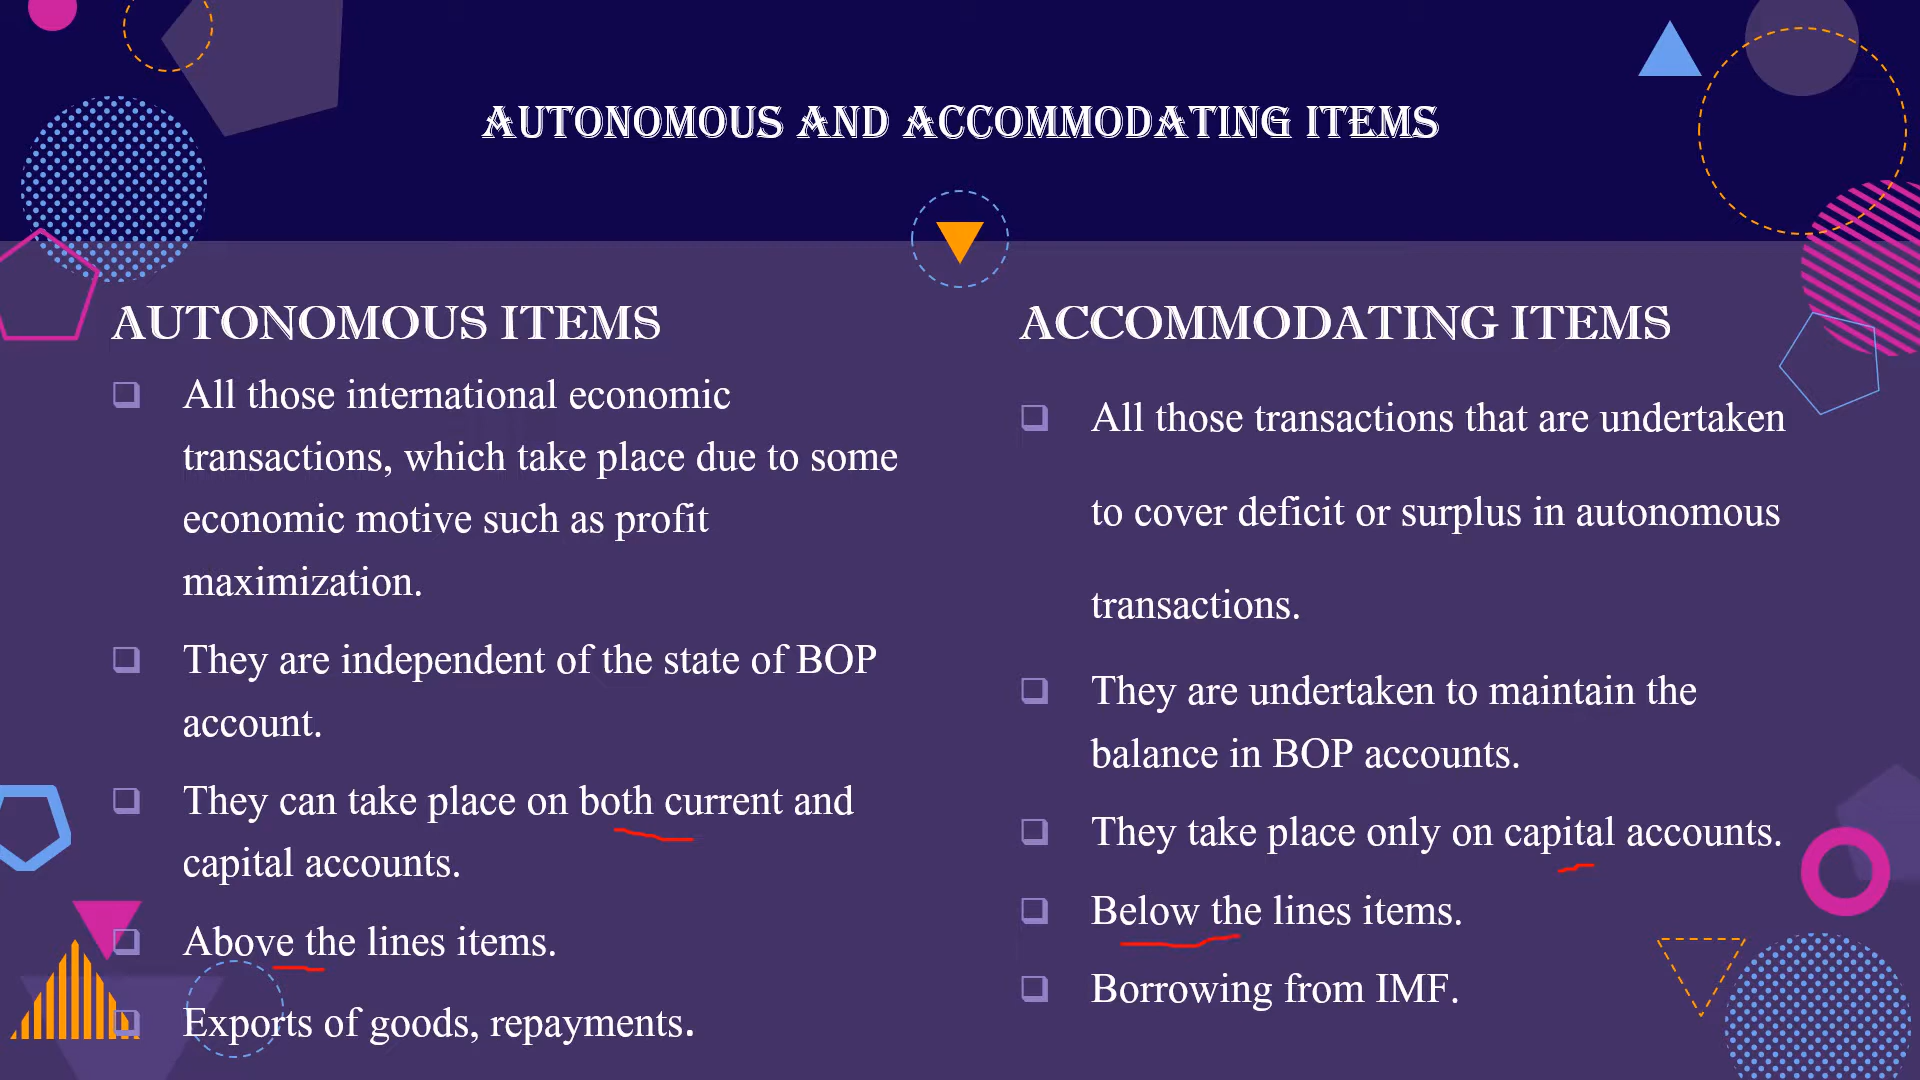 AUTONOMOUS AND ACCOMMODATING ITEMS
AUTONOMOUS ITEMS
All those international economic
transactions, which take place due to some
economic motive such as profit
maximization.
They are independent of the state of BOP
account.
They can take place on both current and
capital accounts.
Above the lines items.
Exports of goods, repayments.
ACCOMMODATING ITEMS
All those transactions that are undertaken
to cover deficit or surplus in autonomous
transactions.
They are undertaken to maintain the
balance in BOP accounts.
They take place only on capital accounts.
Below the lines items.
Borrowing from IMF.